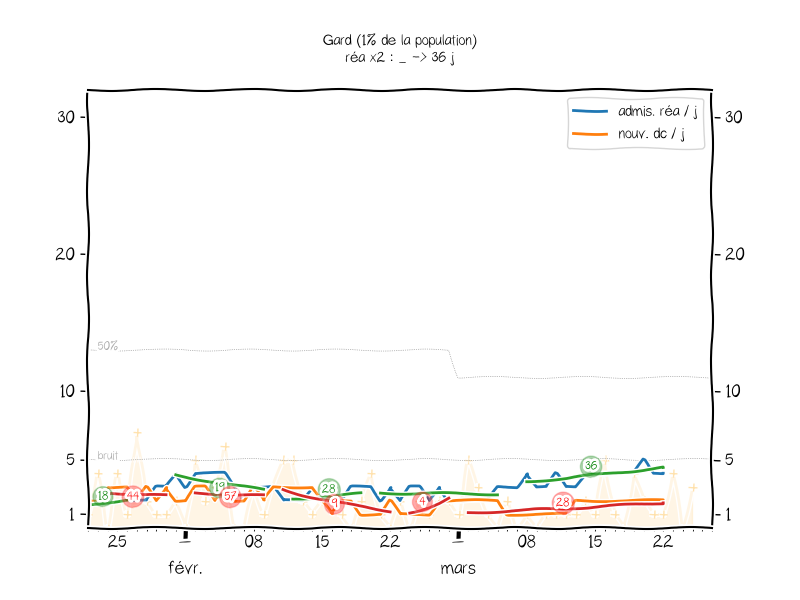 Gard (1% de la population)
réa x2 : _ -> 36 j
admis. réa / j
nouv. dc / j
30 30
20 20
50%
10 10
bruit
5 5
36
19 28
18 44 57 9 4 28
1 1
25 1 08 15 22 1 08 15 22
févr. mars